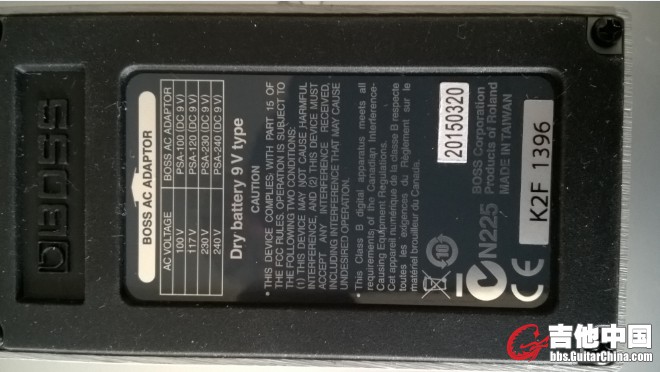 BOSS
BOSS AC ADAPTOR
AC VOLTAGE BOSS AC ADAPTOR
100 V PSA-100 (DC 9 V)
117 V PSA-120 (DC 9 V)
230 V PSA-230 (DC 9 V)
240 V PSA-240 (DC 9 V)
Dry battery 9 V type
CAUTION
* THIS DEVICE COMPLIES WITH PART 15 OF
THE FCC RULES. OPERATION IS SUBJECT TO
THE FOLLOWING TWO CONDITIONS:
(1) THIS DEVICE MAY NOT CAUSE HARMFUL
INTERFERENCE, AND (2) THIS DEVICE MUST
ACCEPT ANY INTERFERENCE RECEIVED,
INCLUDING INTERFERENCE THAT MAY CAUSE
UNDESIRED OPERATION.
* This Class B digital apparatus meets all
requirements of the Canadian Interference-
Causing Equipment Regulations.
Cet appareil numérique de la classe B respecte
toutes les exigences du Règlement sur le
matériel brouilleur du Canada.
10
N225
CE
20150320
BOSS Corporation
Products of Roland
MADE IN TAIWAN
K2F 1396
吉他中国
bbs.GuitarChina.com